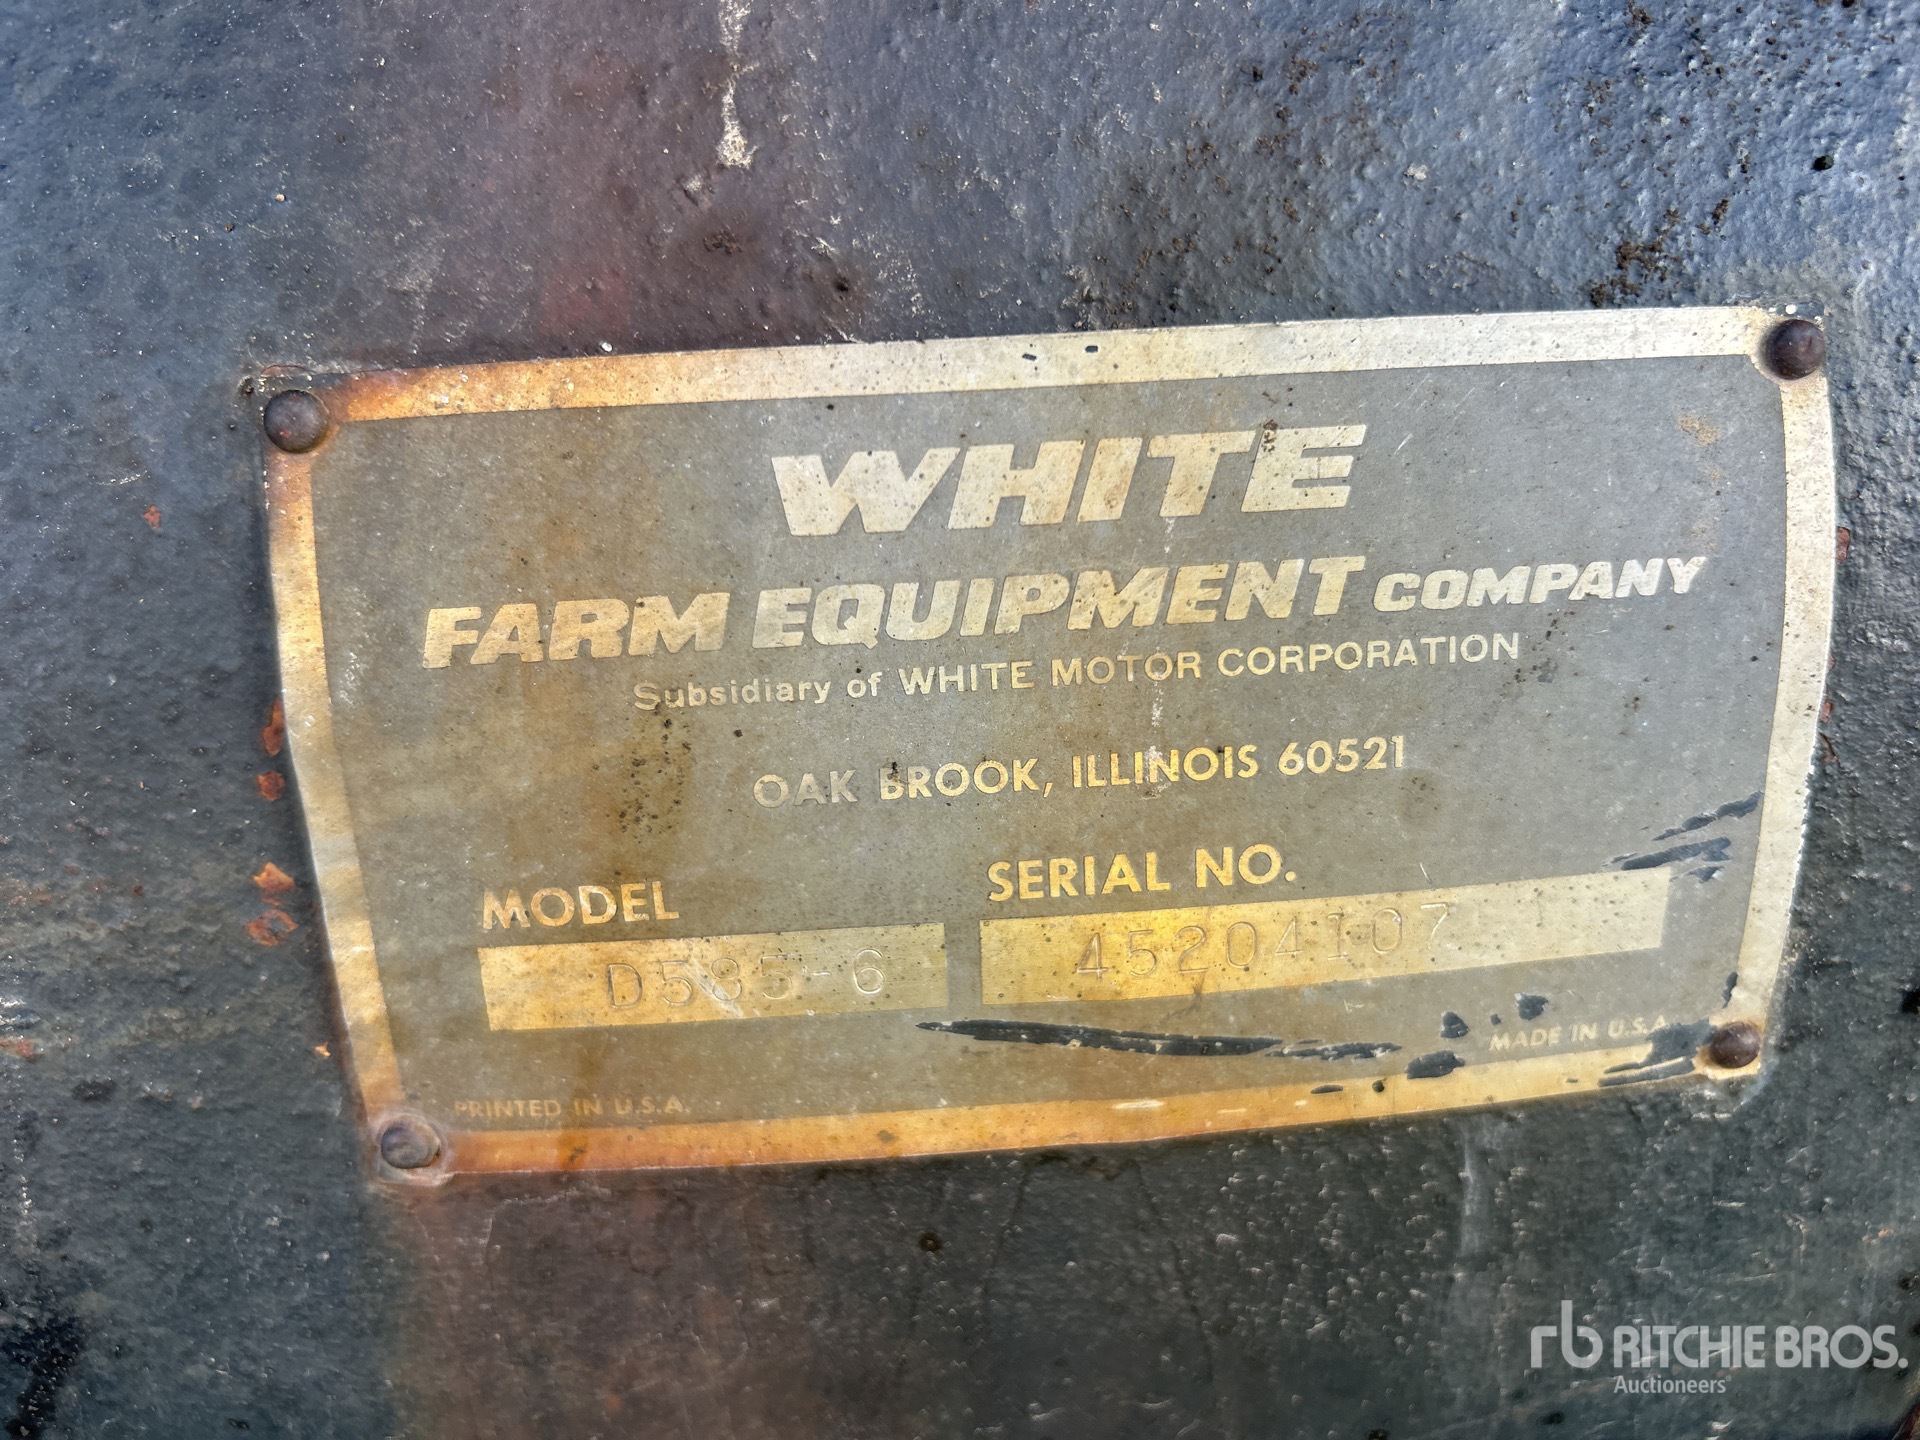 WHITE
FARM EQUIPMENT COMPANY
Subsidiary of WHITE MOTOR CORPORATION
OAK BROOK, ILLINOIS 60521
MODEL SERIAL NO.
D585-6 45204107
MADE IN U.S.A.
PRINTED IN U.S.A.
rb RITCHIE BROS.
Auctioneers